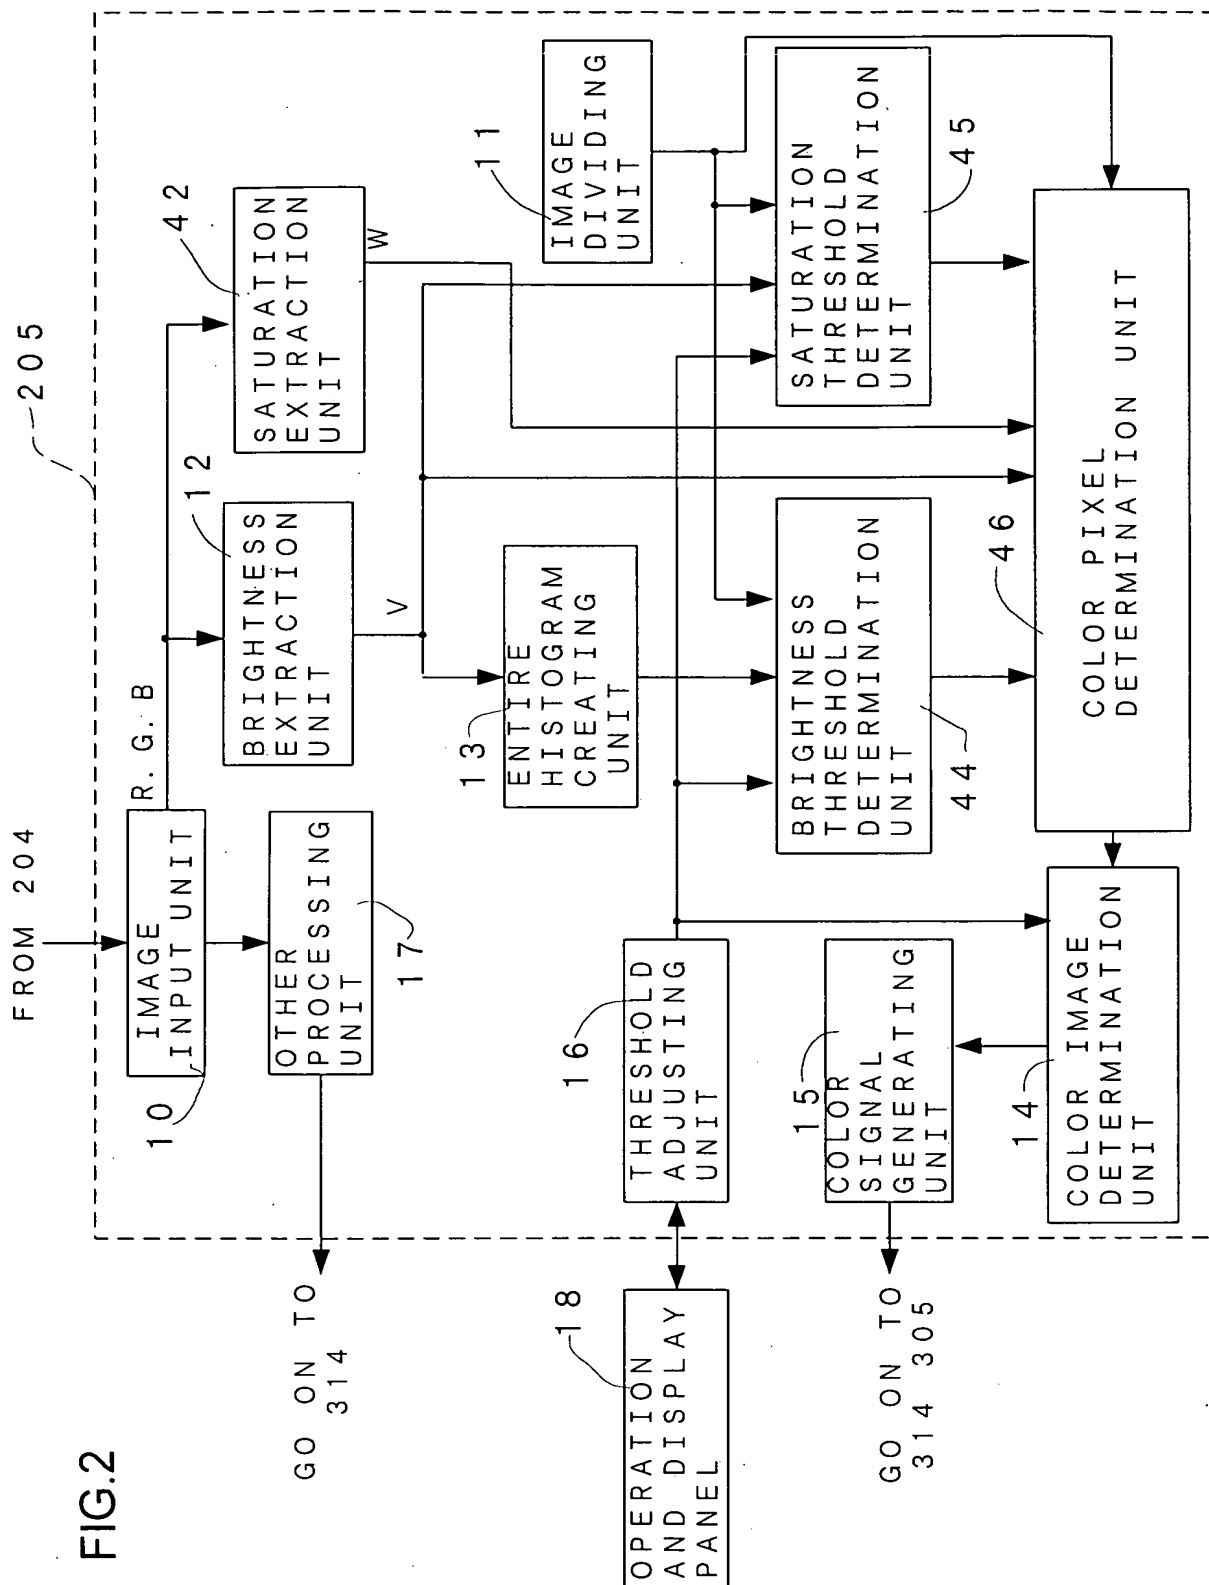 FIG.2
FROM 204
205
IMAGE
INPUT UNIT
10
R. G. B
OTHER
PROCESSING
UNIT
17
GO ON TO
314
BRIGHTNESS
EXTRACTION
UNIT
12
V
SATURATION
EXTRACTION
UNIT
42
W
ENTIRE
HISTOGRAM
CREATING
UNIT
13
IMAGE
DIVIDING
UNIT
11
OPERATION
AND DISPLAY
PANEL
18
THRESHOLD
ADJUSTING
UNIT
16
BRIGHTNESS
THRESHOLD
DETERMINATION
UNIT
44
SATURATION
THRESHOLD
DETERMINATION
UNIT
45
GO ON TO
314 305
COLOR
SIGNAL
GENERATING
UNIT
15
COLOR IMAGE
DETERMINATION
UNIT
14
COLOR PIXEL
DETERMINATION UNIT
46